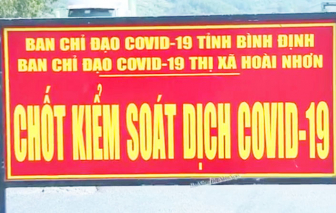 BAN CHỈ ĐẠO COVID-19 TỈNH BÌNH ĐỊNH
BAN CHỈ ĐẠO COVID-19 THỊ XÃ HOÀI NHƠN
CHỐT KIỂM SOÁT DỊCH COVID-19